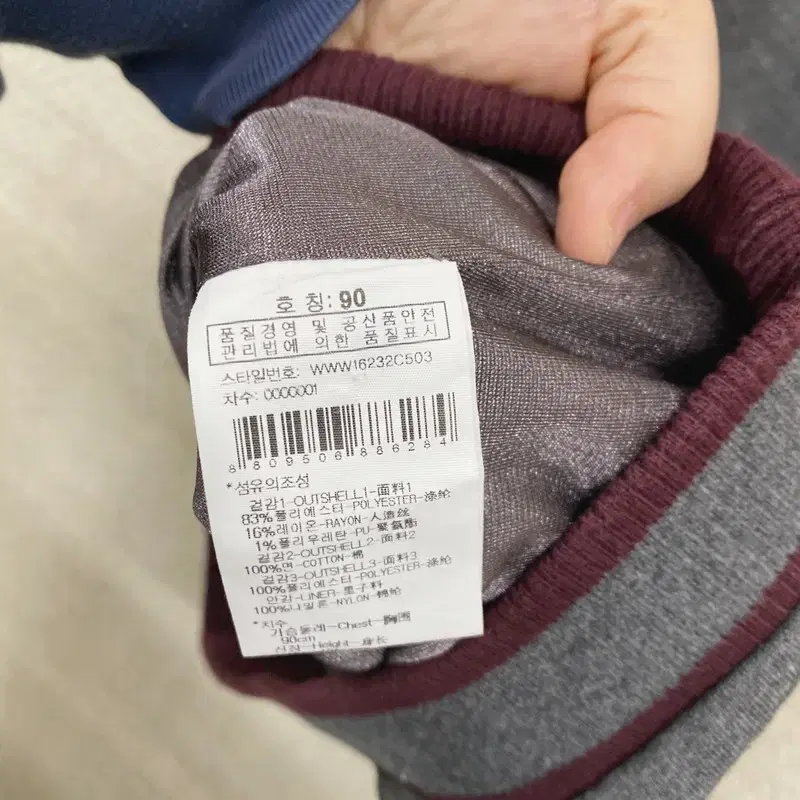 호 칭: 90
품질경영 및 공산품안전
관리법에 의한 품질표시
스타일번호: WWW16232C503
차수: 0000001
8809506886284
*섬유의조성
겉감1-OUTSHELL1-面料1
83%폴리에스터-POLYESTER-涤纶
16%레이온-RAYON-人造丝
1%폴리우레탄-PU-聚氨酯
겉감2-OUTSHELL2-面料2
100%면-COTTON-棉
겉감3-OUTSHELL3-面料3
100%폴리에스터-POLYESTER-涤纶
안감-LINER-里子料
100%나일론-NYLON-锦纶
*치수
가슴둘레-Chest-胸围
90cm
신장-Height-身长